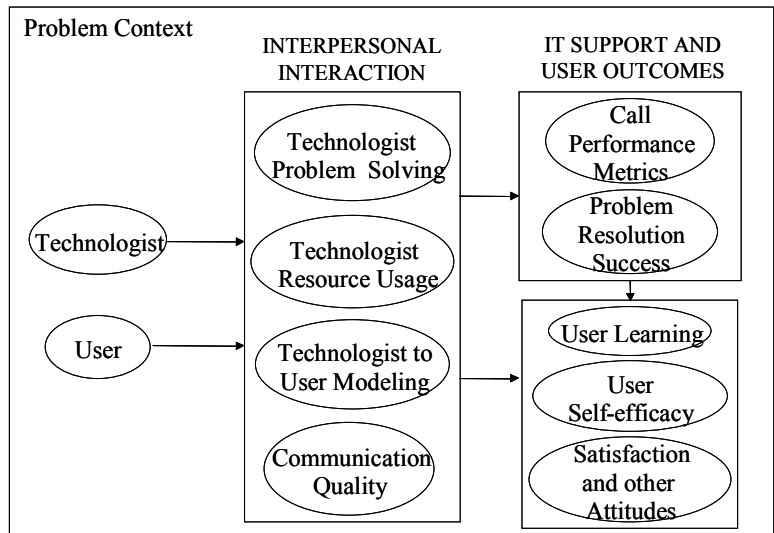 Problem Context
INTERPERSONAL
INTERACTION
IT SUPPORT AND
USER OUTCOMES
Technologist
User
Technologist
Problem Solving
Technologist
Resource Usage
Technologist to
User Modeling
Communication
Quality
Call
Performance
Metrics
Problem
Resolution
Success
User Learning
User
Self-efficacy
Satisfaction
and other
Attitudes